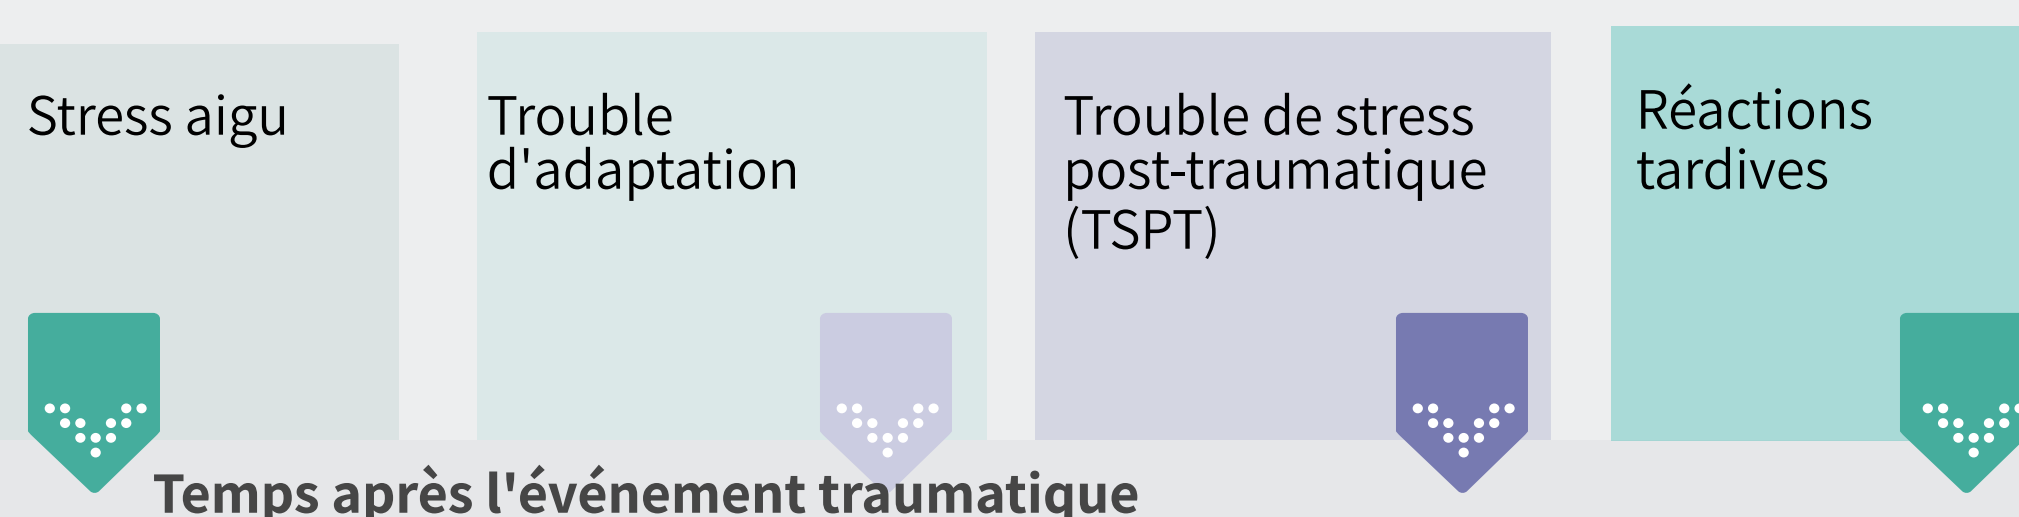 Stress aigu
Trouble
d'adaptation
Trouble de stress
post-traumatique
(TSPT)
Réactions
tardives
Temps après l'événement traumatique